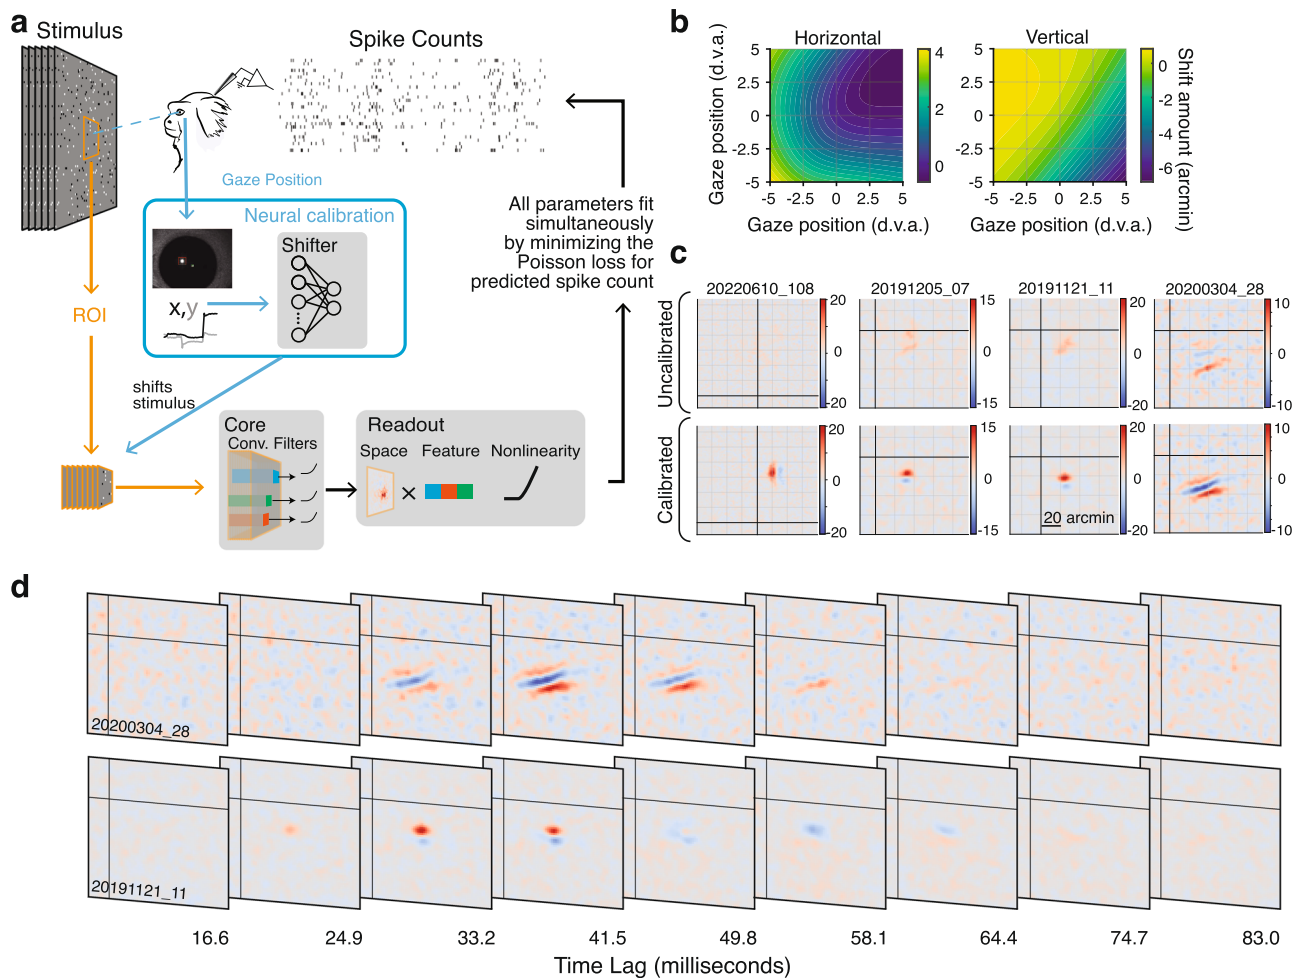 a
Stimulus
Spike Counts
Gaze Position
Neural calibration
Shifter
x,y
ROI
shifts
stimulus
All parameters fit
simultaneously
by minimizing the
Poisson loss for
predicted spike count
Core
Conv. Filters
Readout
Space
Feature
Nonlinearity
×
b
Horizontal
Vertical
Gaze position (d.v.a.)
5
2.5
0
-2.5
-5
-5
-2.5
0
2.5
5
Gaze position (d.v.a.)
4
2
0
5
2.5
0
-2.5
-5
-5
-2.5
0
2.5
5
Gaze position (d.v.a.)
0
-2
-4
-6
Shift amount (arcmin)
c
20220610_108
20191205_07
20191121_11
20200304_28
Uncalibrated
20
0
-20
15
0
-15
20
0
-20
10
0
-10
Calibrated
20
0
-20
15
0
-15
20
0
-20
10
0
-10
20 arcmin
d
20200304_28
20191121_11
16.6
24.9
33.2
41.5
49.8
58.1
64.4
74.7
83.0
Time Lag (milliseconds)